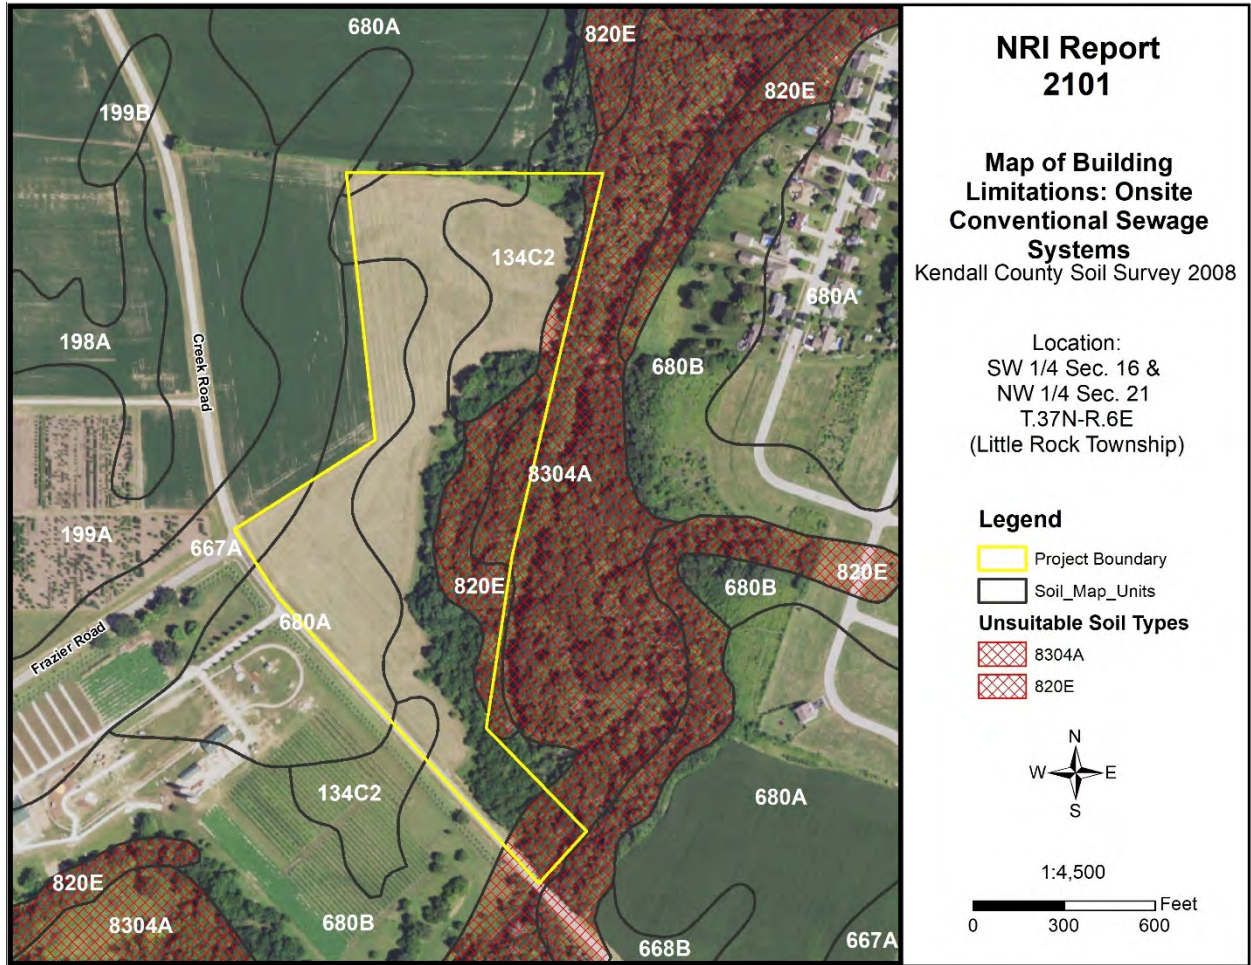 680A
820E
820E
199B
134C2
680A
198A
Creek Road
680B
8304A
199A
667A
820E
680B
820E
680A
Frazier Road
134C2
680A
820E
8304A
680B
668B
667A
NRI Report
2101
Map of Building
Limitations: Onsite
Conventional Sewage
Systems
Kendall County Soil Survey 2008
Location:
SW 1/4 Sec. 16 &
NW 1/4 Sec. 21
T.37N-R.6E
(Little Rock Township)
Legend
Project Boundary
Soil_Map_Units
Unsuitable Soil Types
8304A
820E
N
W E
S
1:4,500
Feet
0 300 600